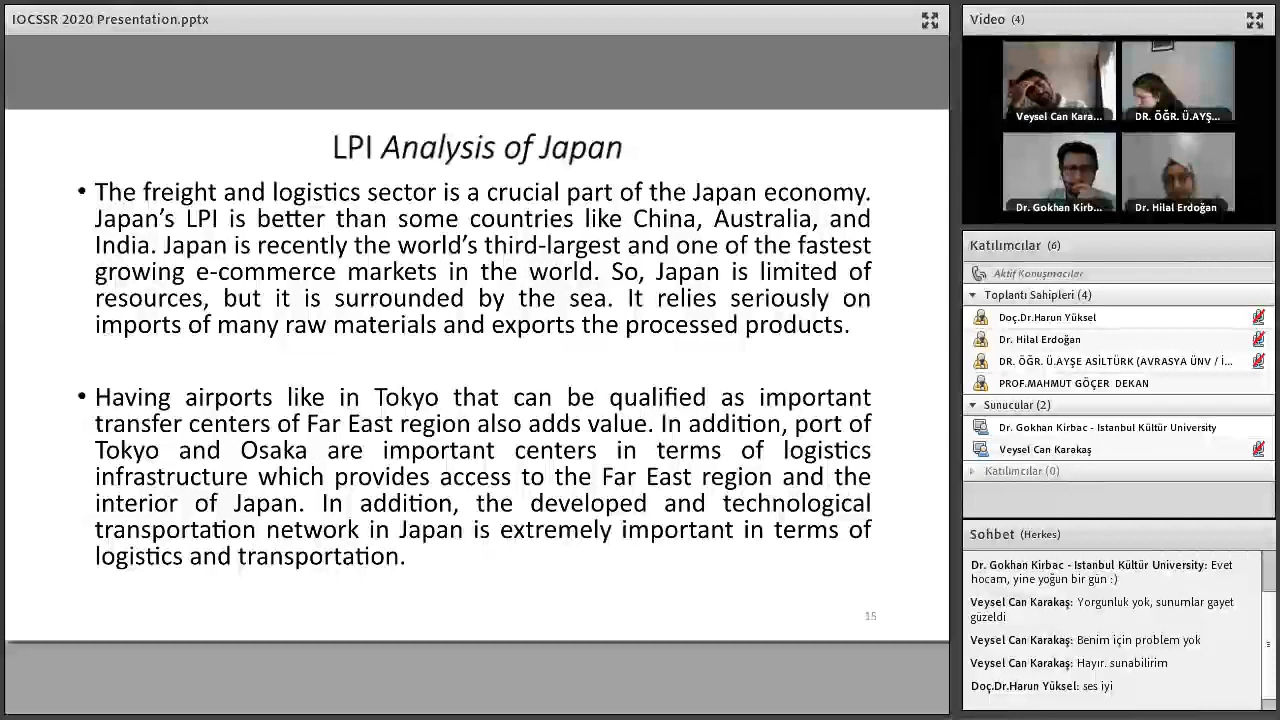 IOCSSR 2020 Presentation.pptx
LPI Analysis of Japan
• The freight and logistics sector is a crucial part of the Japan economy.
Japan's LPI is better than some countries like China, Australia, and
India. Japan is recently the world's third-largest and one of the fastest
growing e-commerce markets in the world. So, Japan is limited of
resources, but it is surrounded by the sea. It relies seriously on
imports of many raw materials and exports the processed products.
• Having airports like in Tokyo that can be qualified as important
transfer centers of Far East region also adds value. In addition, port of
Tokyo and Osaka are important centers in terms of logistics
infrastructure which provides access to the Far East region and the
interior of Japan. In addition, the developed and technological
transportation network in Japan is extremely important in terms of
logistics and transportation.
15
Video (4)
Veysel Can Kara...
DR. ÖĞR. Ü.AYŞ...
Dr. Gokhan Kirb...
Dr. Hilal Erdoğan
Katılımcılar (6)
Aktif Konuşmacılar
Toplantı Sahipleri (4)
Doç.Dr.Harun Yüksel
Dr. Hilal Erdoğan
DR. ÖĞR. Ü.AYŞE ASİLTÜRK (AVRASYA ÜNV / İ...
PROF.MAHMUT GÖÇER DEKAN
Sunucular (2)
Dr. Gokhan Kirbac - Istanbul Kültür University
Veysel Can Karakaş
Katılımcılar (0)
Sohbet (Herkes)
Dr. Gokhan Kirbac - Istanbul Kültür University: Evet
hocam, yine yoğun bir gün :)
Veysel Can Karakaş: Yorgunluk yok, sunumlar gayet
güzeldi
Veysel Can Karakaş: Benim için problem yok
Veysel Can Karakaş: Hayır. sunabilirim
Doç.Dr.Harun Yüksel: ses iyi